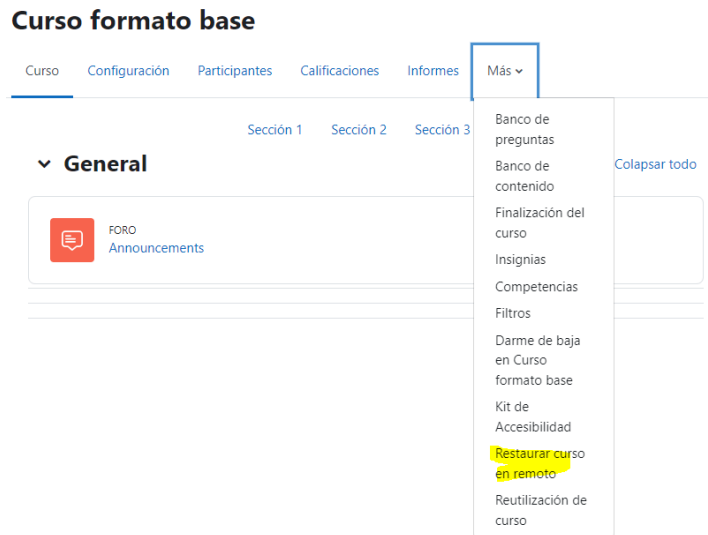 Curso formato base
Curso Configuración Participantes Calificaciones Informes Más
Sección 1 Sección 2 Sección 3
General
Colapsar todo
FORO
Announcements
Banco de
preguntas
Banco de
contenido
Finalización del
curso
Insignias
Competencias
Filtros
Darme de baja
en Curso
formato base
Kit de
Accesibilidad
Restaurar curso
en remoto
Reutilización de
curso